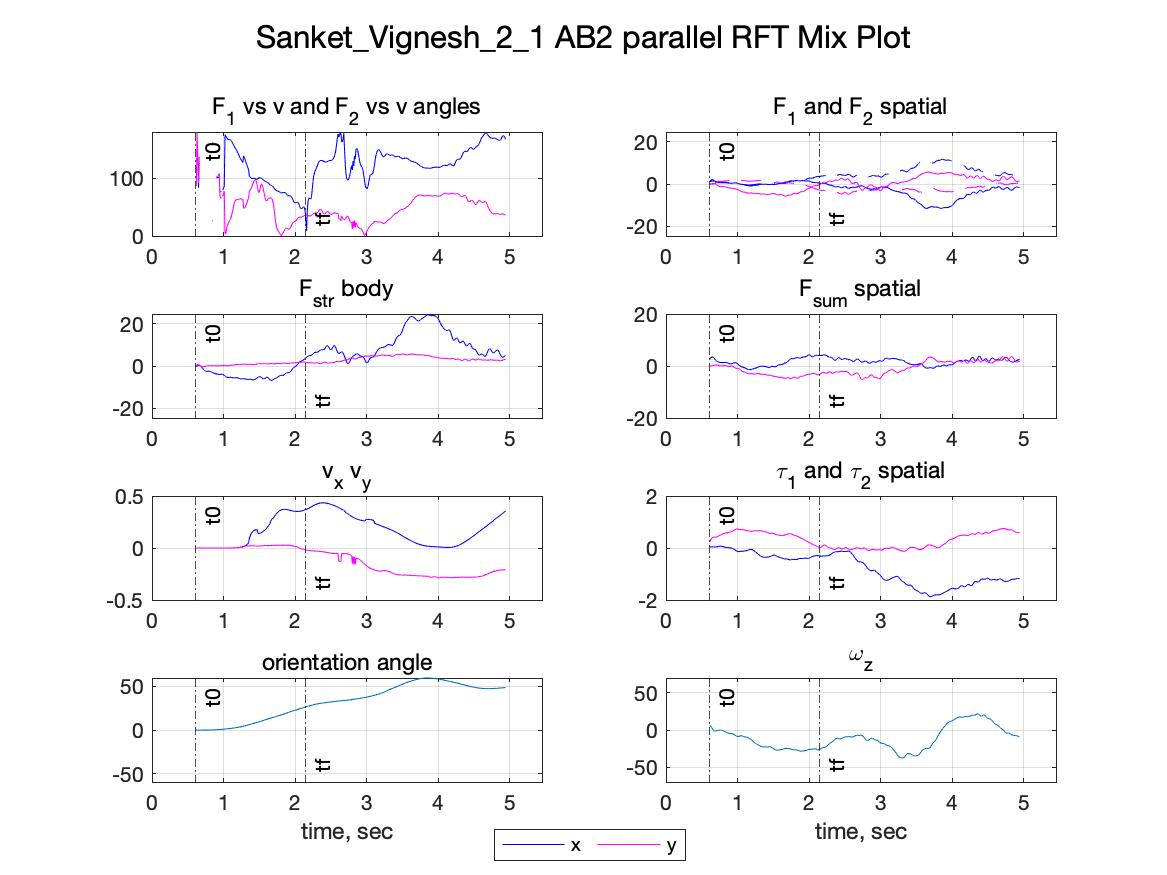 Sanket_Vignesh_2_1 AB2 parallel RFT Mix Plot
F1 vs v and F2 vs v angles
100
0
t0
tf
0 1 2 3 4 5
F1 and F2 spatial
20
0
-20
t0
tf
0 1 2 3 4 5
Fstr body
20
0
-20
t0
tf
0 1 2 3 4 5
Fsum spatial
20
0
-20
t0
tf
0 1 2 3 4 5
vx vy
0.5
0
-0.5
t0
tf
0 1 2 3 4 5
τ1 and τ2 spatial
2
0
-2
t0
tf
0 1 2 3 4 5
orientation angle
50
0
-50
t0
tf
0 1 2 3 4 5
time, sec
ωz
50
0
-50
t0
tf
0 1 2 3 4 5
time, sec
x y